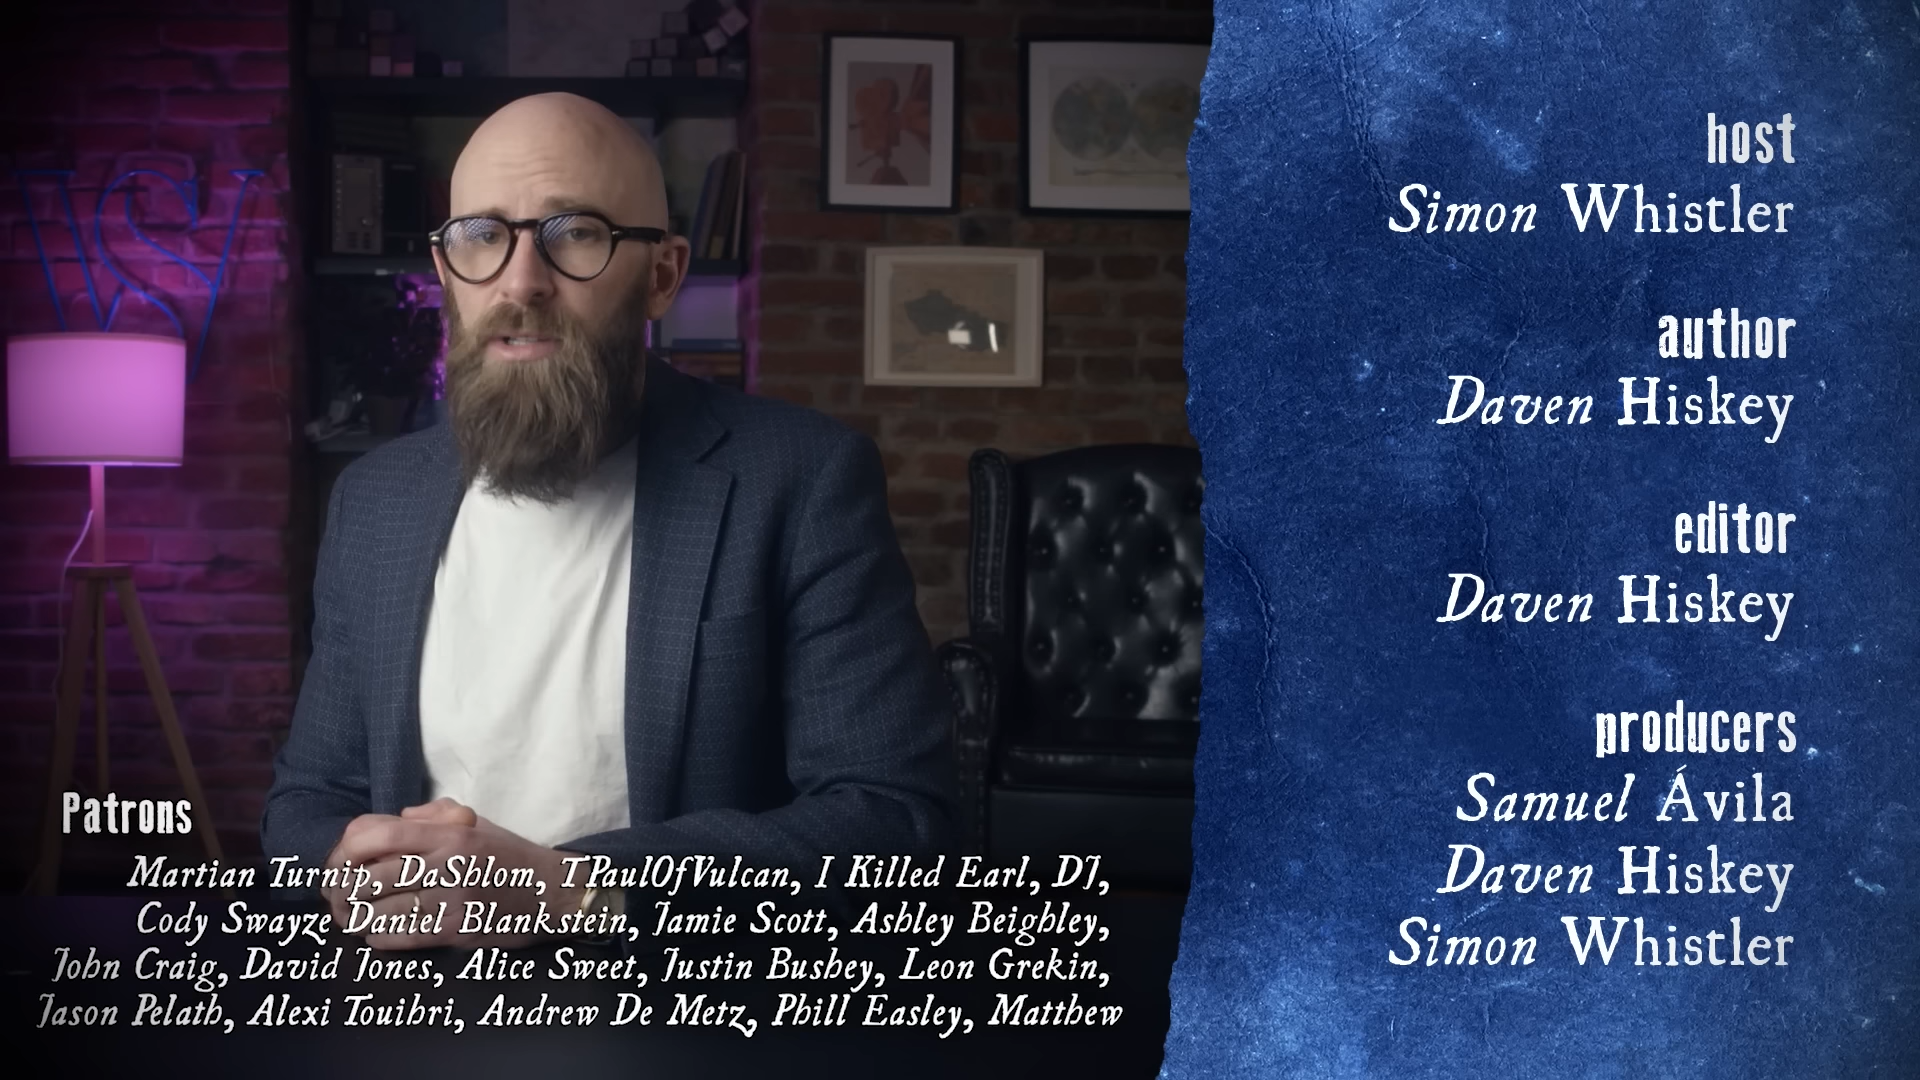 host
Simon Whistler
author
Daven Hiskey
editor
Daven Hiskey
producers
Samuel Ávila
Daven Hiskey
Simon Whistler
Patrons
Martian Turnip, DaShlom, TPaulOfVulcan, I Killed Earl, DJ,
Cody Swayze Daniel Blankstein, Jamie Scott, Ashley Beighley,
John Craig, David Jones, Alice Sweet, Justin Bushey, Leon Grekin,
Jason Pelath, Alexi Touihri, Andrew De Metz, Phill Easley, Matthew